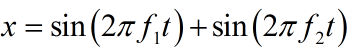 x = sin(2πf₁t) + sin(2πf₂t)